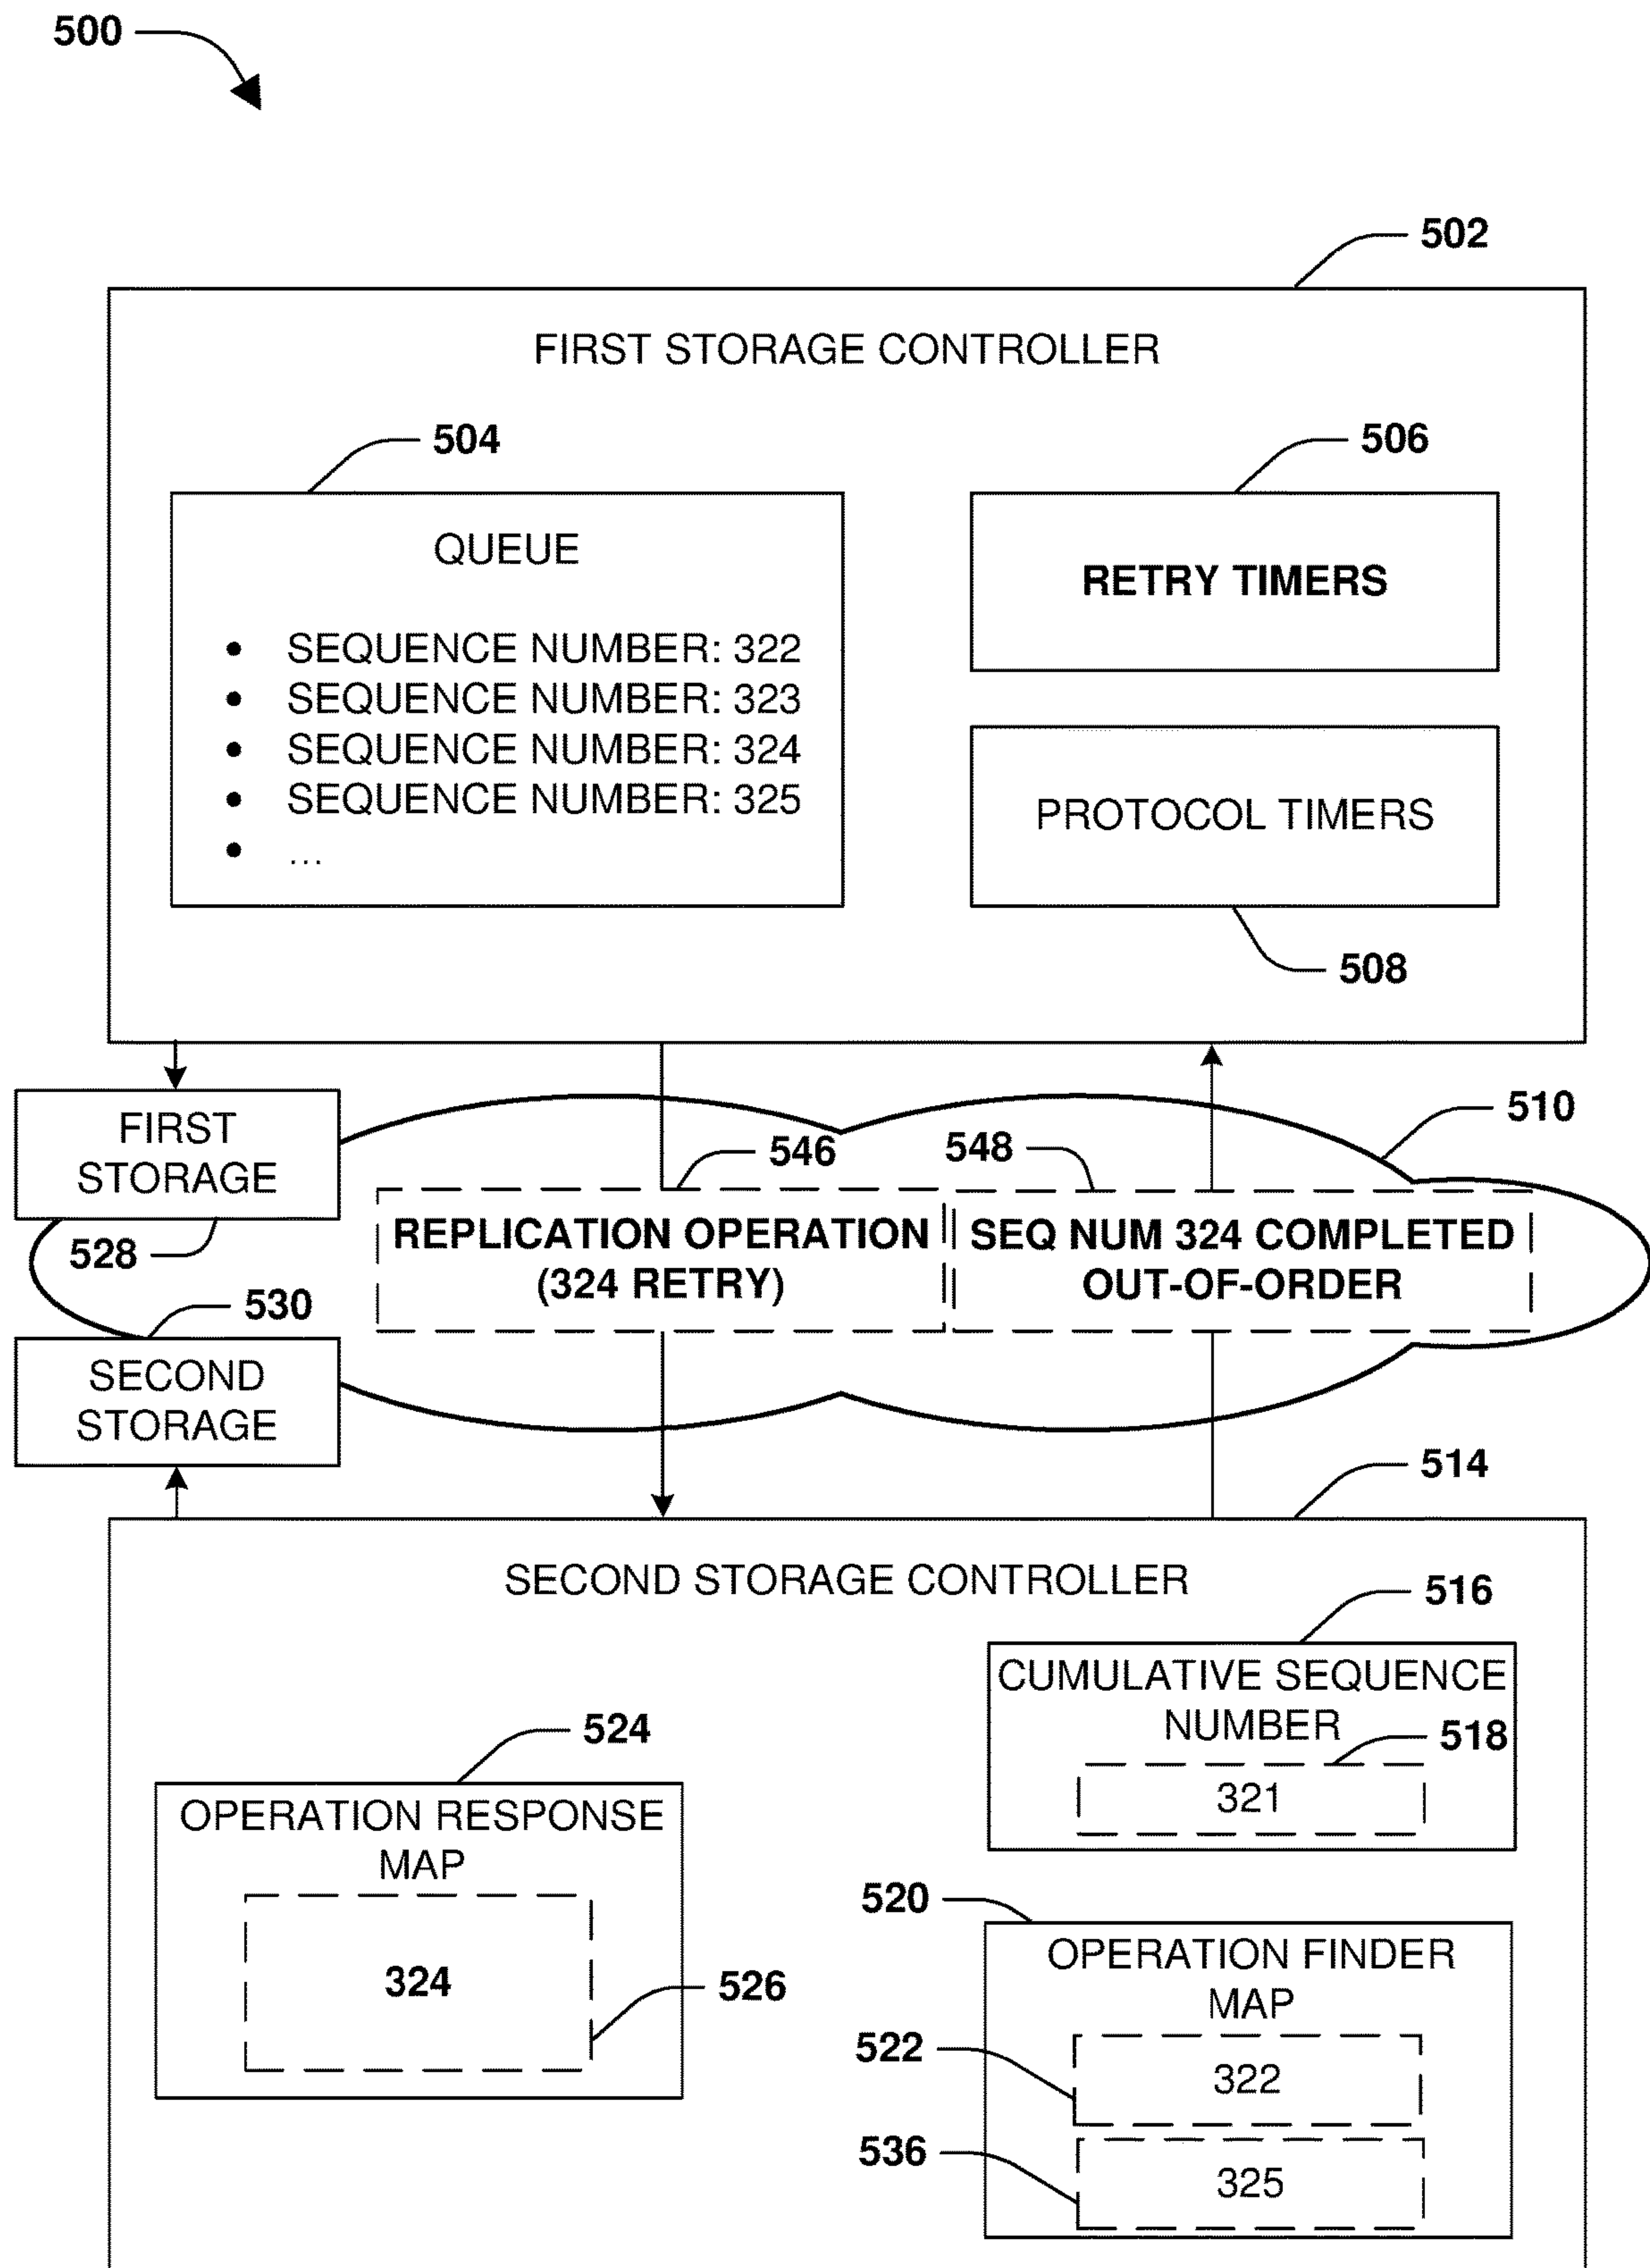 500
502
FIRST STORAGE CONTROLLER
504
506
QUEUE
• SEQUENCE NUMBER: 322
• SEQUENCE NUMBER: 323
• SEQUENCE NUMBER: 324
• SEQUENCE NUMBER: 325
• ...
RETRY TIMERS
PROTOCOL TIMERS
508
FIRST
STORAGE
528
510
546
548
REPLICATION OPERATION
(324 RETRY)
SEQ NUM 324 COMPLETED
OUT-OF-ORDER
530
SECOND
STORAGE
514
SECOND STORAGE CONTROLLER
516
CUMULATIVE SEQUENCE
NUMBER
518
321
524
OPERATION RESPONSE
MAP
324
526
520
OPERATION FINDER
MAP
522
322
536
325